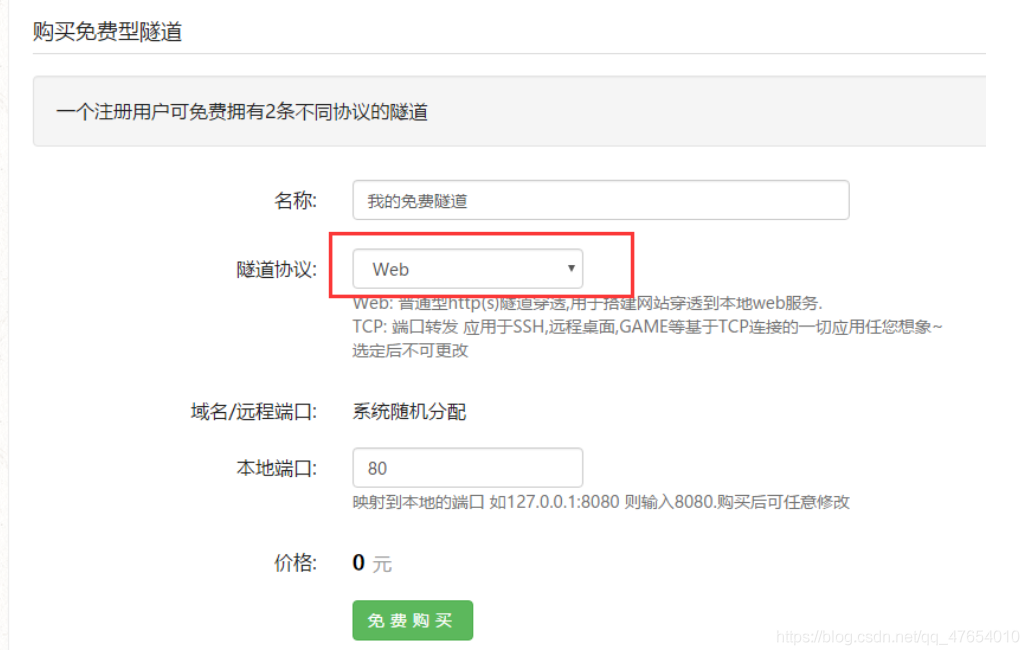 购买免费型隧道
一个注册用户可免费拥有2条不同协议的隧道
名称: 我的免费隧道
隧道协议: Web
Web: 普通型http(s)隧道穿透,用于搭建网站穿透到本地web服务.
TCP: 端口转发 应用于SSH,远程桌面,GAME等基于TCP连接的一切应用任您想象~
选定后不可更改
域名/远程端口: 系统随机分配
本地端口: 80
映射到本地的端口 如127.0.0.1:8080 则输入8080.购买后可任意修改
价格: 0 元
免费购买
https://blog.csdn.net/qq_47654010